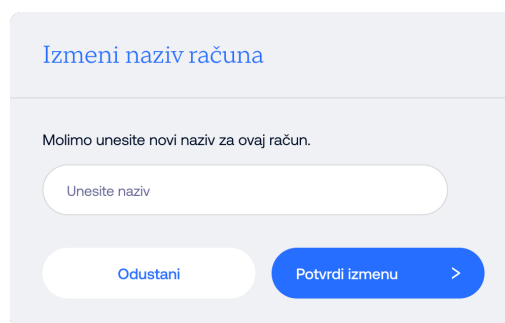 Izmeni naziv računa
Molimo unesite novi naziv za ovaj račun.
Unesite naziv
Odustani
Potvrdi izmenu